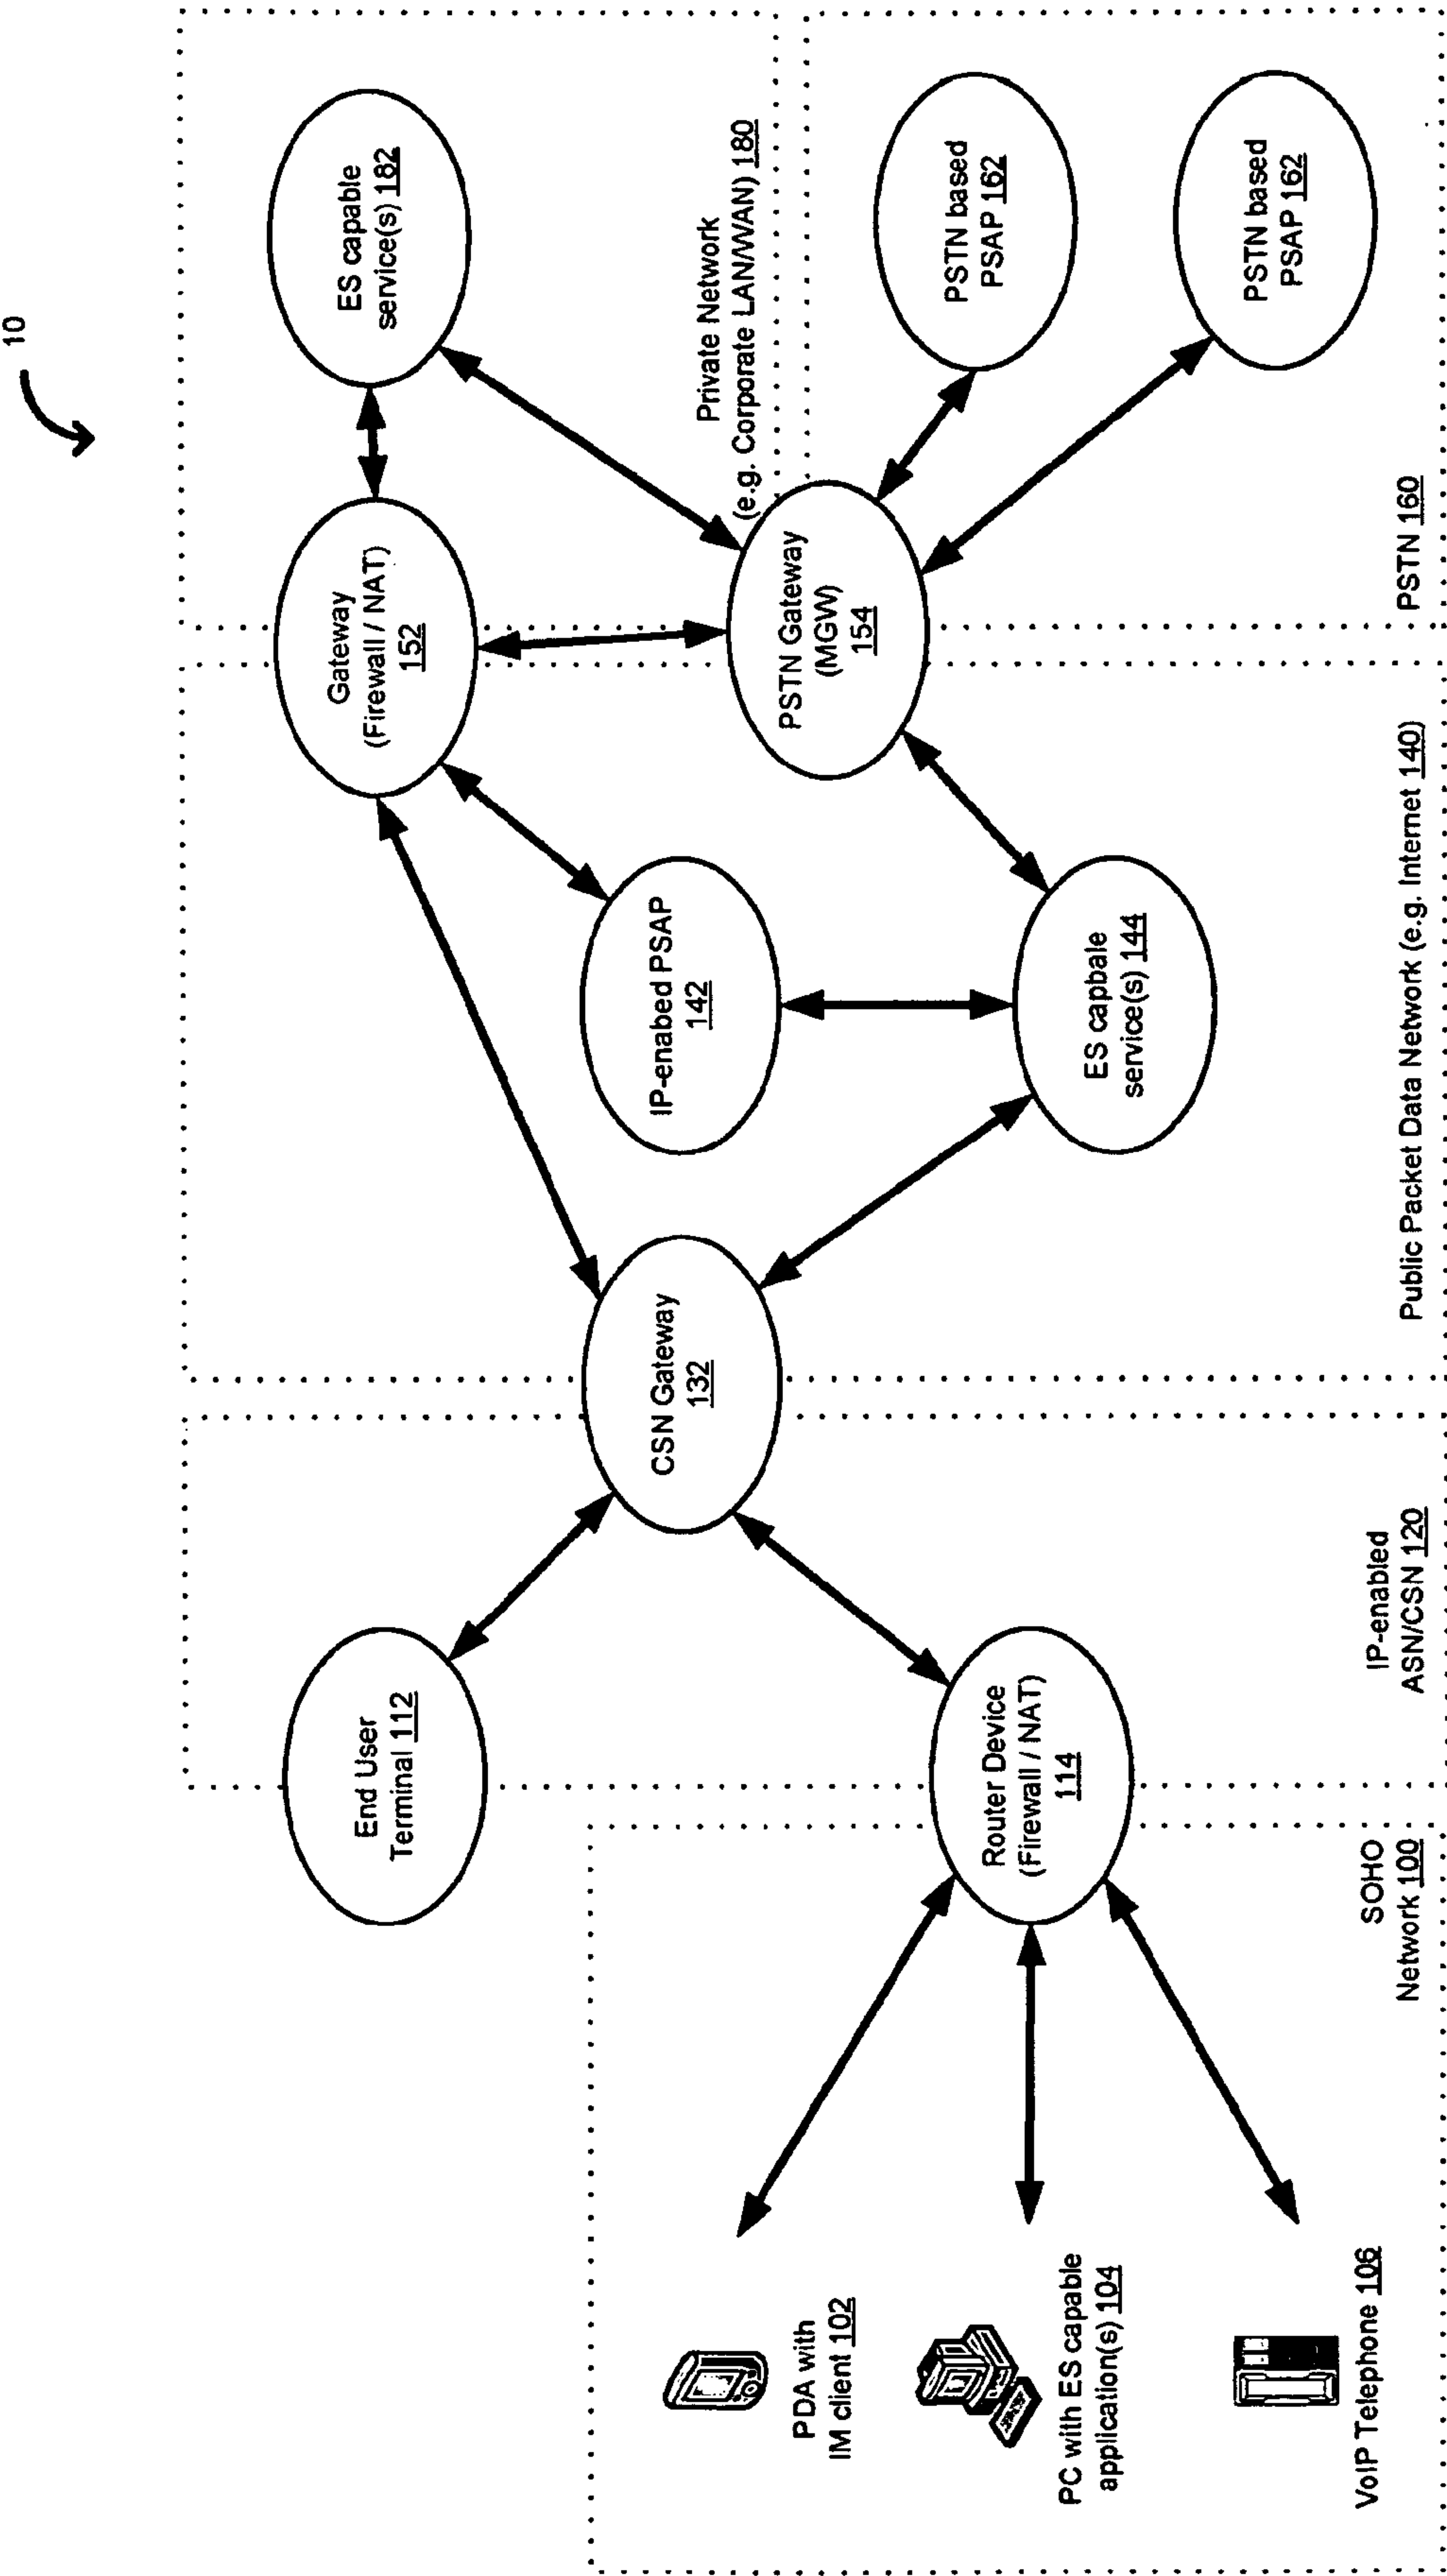 10
PDA with
IM client 102
PC with ES capable
application(s) 104
VoIP Telephone 106
SOHO
Network 100
End User
Terminal 112
Router Device
(Firewall / NAT)
114
IP-enabled
ASN/CSN 120
CSN Gateway
132
IP-enabed PSAP
142
ES capbale
service(s) 144
Public Packet Data Network (e.g. Internet 140)
Gateway
(Firewall / NAT)
152
PSTN Gateway
(MGW)
154
ES capable
service(s) 182
Private Network
(e.g. Corporate LAN/WAN) 180
PSTN based
PSAP 162
PSTN based
PSAP 162
PSTN 160